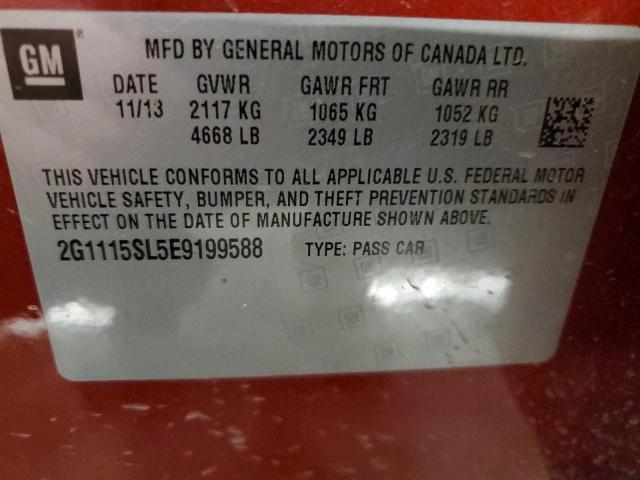 GM
MFD BY GENERAL MOTORS OF CANADA LTD.
DATE GVWR GAWR FRT GAWR RR
11/13 2117 KG 1065 KG 1052 KG
4668 LB 2349 LB 2319 LB
THIS VEHICLE CONFORMS TO ALL APPLICABLE U.S. FEDERAL MOTOR
VEHICLE SAFETY, BUMPER, AND THEFT PREVENTION STANDARDS IN
EFFECT ON THE DATE OF MANUFACTURE SHOWN ABOVE.
2G1115SL5E9199588 TYPE: PASS CAR